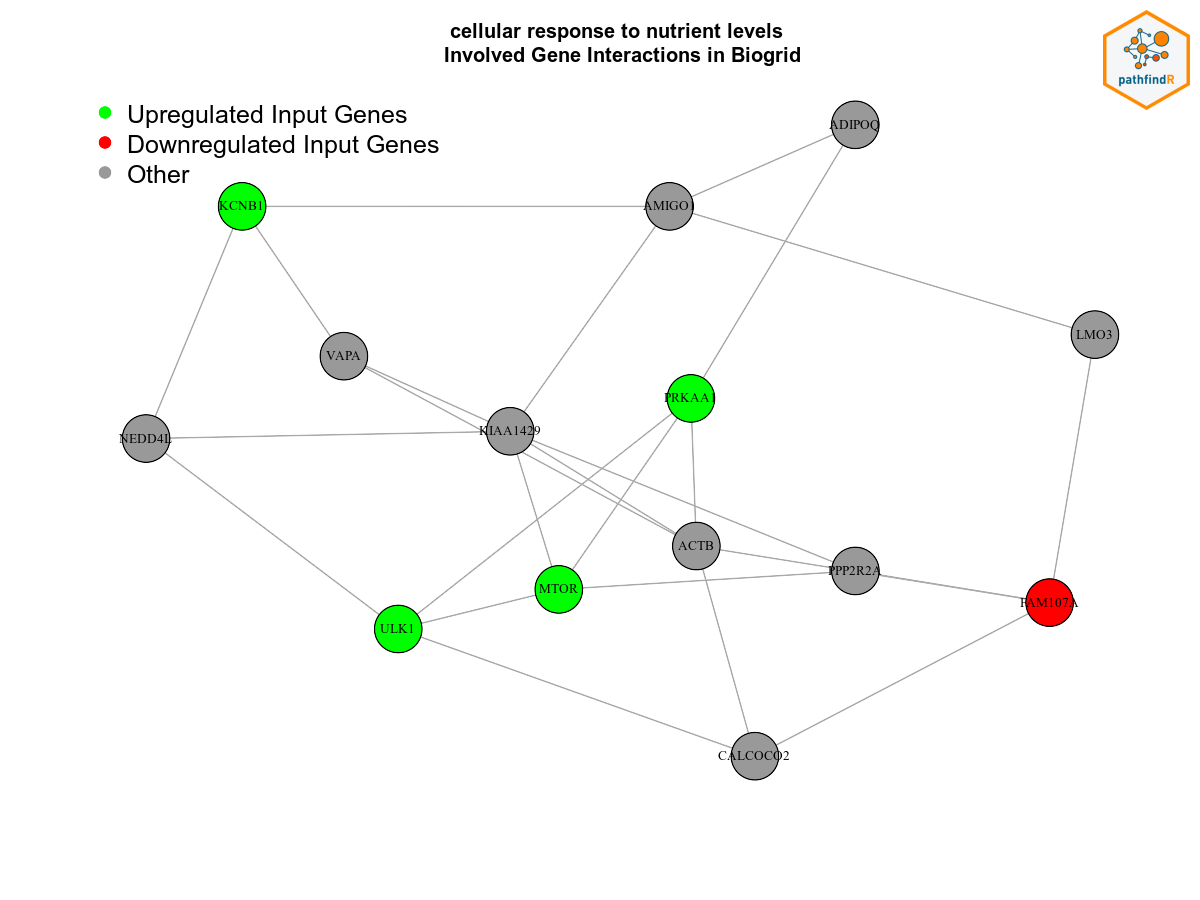 cellular response to nutrient levels
Involved Gene Interactions in Biogrid
pathfindR
Upregulated Input Genes
Downregulated Input Genes
Other
ADIPOQ
KCNB1
AMIGO1
LMO3
VAPA
PRKAA1
NEDD4L
KIAA1429
ACTB
PPP2R2A
MTOR
FAM107A
ULK1
CALCOCO2